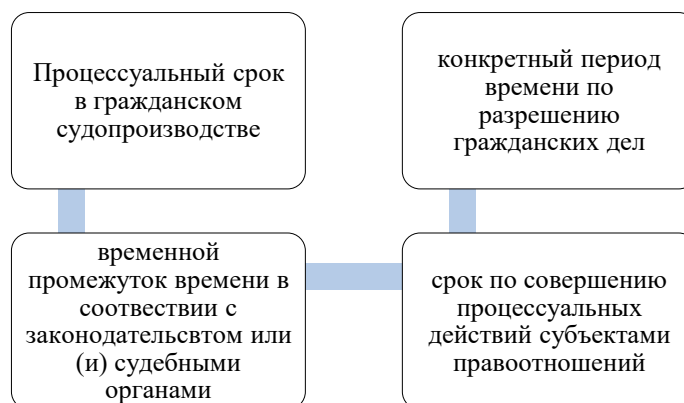 Процессуальный срок
в гражданском
судопроизводстве
временной
промежуток времени в
соотвествии с
законодательсвтом или
(и) судебными
органами
срок по совершению
процессуальных
действий субъектами
правоотношений
конкретный период
времени по
разрешению
гражданских дел